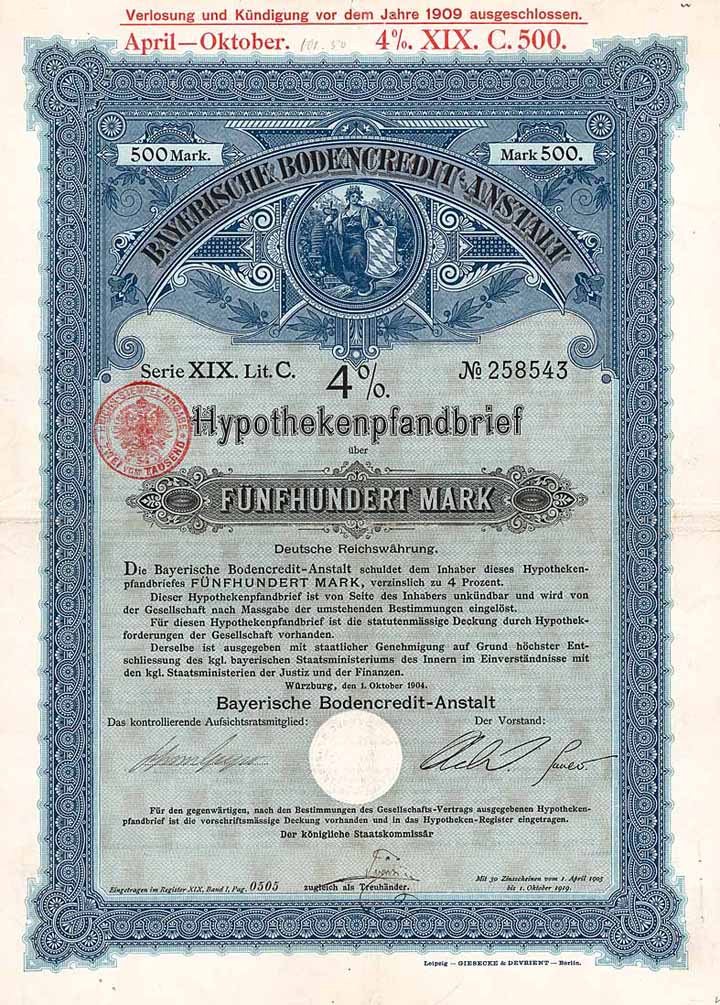 Verlosung und Kündigung vor dem Jahre 1909 ausgeschlossen.
April—Oktober. 4%. XIX. C. 500.
500 Mark. Mark 500.
BAYERISCHE BODENCREDIT-ANSTALT
Serie XIX. Lit. C. 4%. № 258543
Hypothekenpfandbrief
über
FÜNFHUNDERT MARK
Deutsche Reichswährung.
Die Bayerische Bodencredit-Anstalt schuldet dem Inhaber dieses Hypotheken-
pfandbriefes FÜNFHUNDERT MARK, verzinslich zu 4 Prozent.
Dieser Hypothekenpfandbrief ist von Seite des Inhabers unkündbar und wird von
der Gesellschaft nach Massgabe der umstehenden Bestimmungen eingelöst.
Für diesen Hypothekenpfandbrief ist die statutenmässige Deckung durch Hypothek-
forderungen der Gesellschaft vorhanden.
Derselbe ist ausgegeben mit staatlicher Genehmigung auf Grund höchster Ent-
schliessung des kgl. bayerischen Staatsministeriums des Innern im Einverständnisse mit
den kgl. Staatsministerien der Justiz und der Finanzen.
Würzburg, den 1. Oktober 1904.
Bayerische Bodencredit-Anstalt
Das kontrollierende Aufsichtsratsmitglied: Der Vorstand:
Für den gegenwärtigen, nach den Bestimmungen des Gesellschafts-Vertrags ausgegebenen Hypotheken-
pfandbrief ist die vorschriftsmässige Deckung vorhanden und in das Hypotheken-Register eingetragen.
Der königliche Staatskommissär
Eingetragen im Register XIX, Band I, Pag. 0505 zugleich als Treuhänder.
Mit 30 Zinsscheinen vom 1. April 1905
bis 1. Oktober 1919.
Leipzig — GIESECKE & DEVRIENT — Berlin.
REICHS-STEMPEL-ABGABE
ZWEI VOM TAUSEND